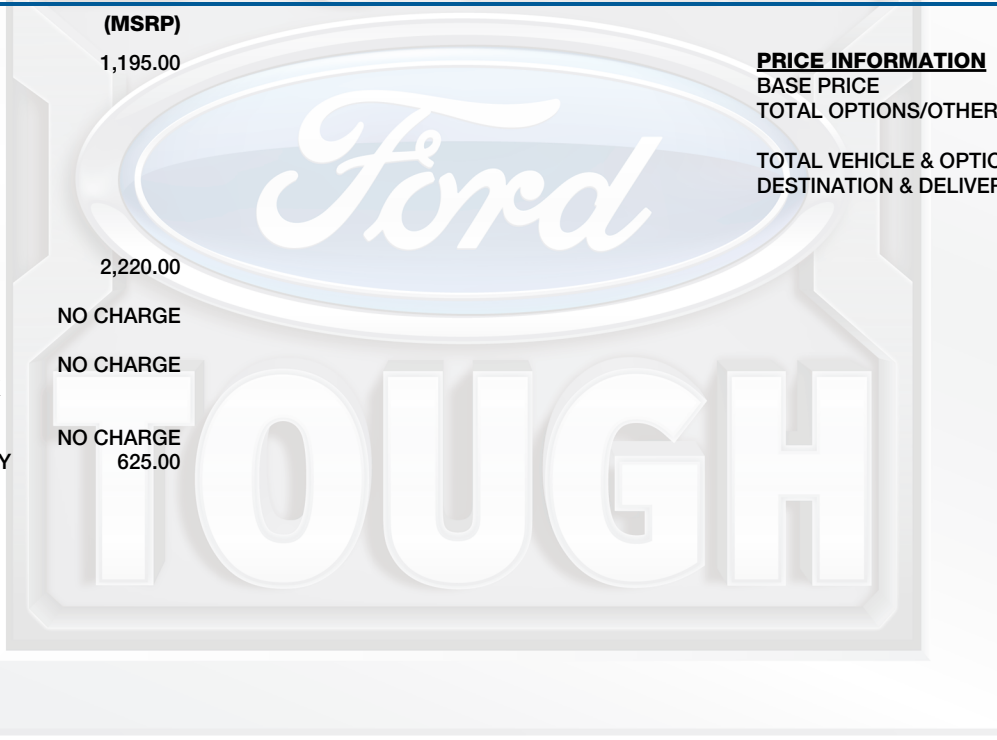 (MSRP)
1,195.00
2,220.00
NO CHARGE
NO CHARGE
NO CHARGE
Y 625.00
PRICE INFORMATION
BASE PRICE
TOTAL OPTIONS/OTHER
TOTAL VEHICLE & OPTIO
DESTINATION & DELIVER
Ford
TOUGH